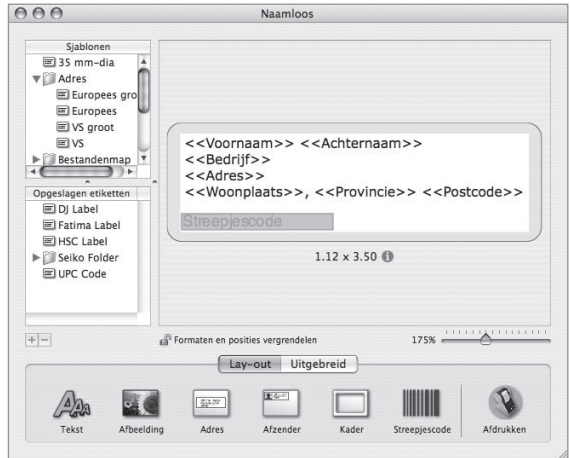 Naamloos
Sjablonen
35 mm-dia
Adres
Europees gro
Europees
VS groot
VS
Bestandenmap
Opgeslagen etiketten
DJ Label
Fatima Label
HSC Label
Seiko Folder
UPC Code
<<Voornaam>> <<Achternaam>>
<<Bedrijf>>
<<Adres>>
<<Woonplaats>>, <<Provincie>> <<Postcode>>
Streepjescode
1.12 x 3.50
Formaten en posities vergrendelen
175%
Lay-out Uitgebreid
Tekst Afbeelding Adres Afzender Kader Streepjescode Afdrukken